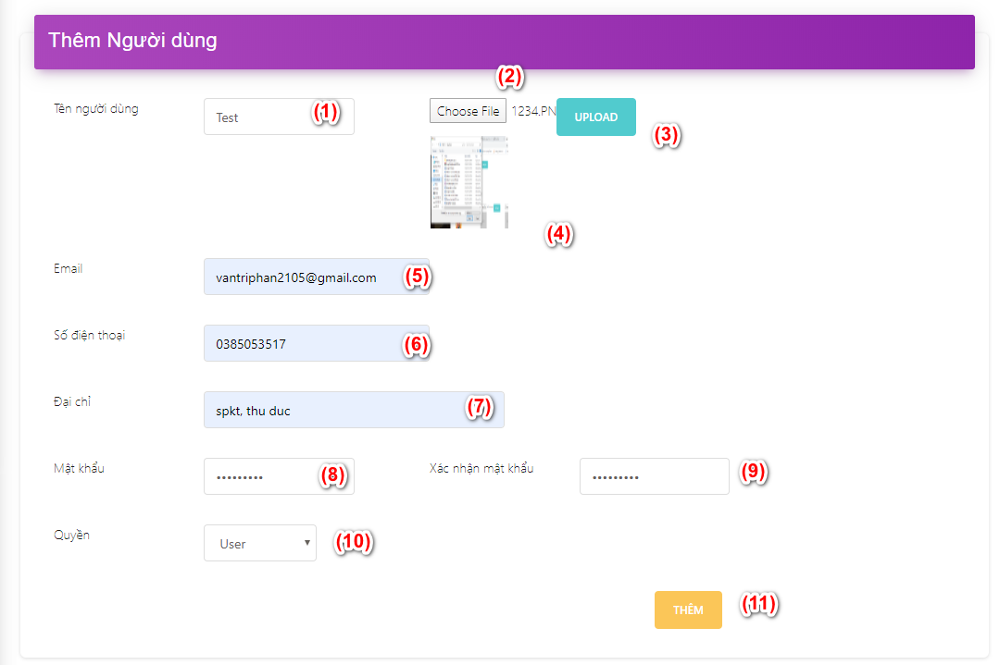 Thêm Người dùng
(2)
Tên người dùng Test (1) Choose File 1234.PN UPLOAD (3)
(4)
Email vantriphan2105@gmail.com (5)
Số điện thoại 0385053517 (6)
Đại chỉ spkt, thu duc (7)
Mật khẩu ••••••••• (8) Xác nhận mật khẩu ••••••••• (9)
Quyền User (10)
THÊM (11)